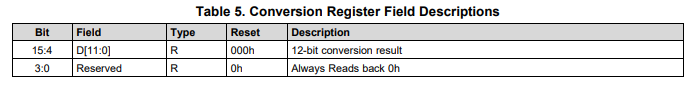 Table 5. Conversion Register Field Descriptions
Bit Field Type Reset Description
15:4 D[11:0] R 000h 12-bit conversion result
3:0 Reserved R 0h Always Reads back 0h